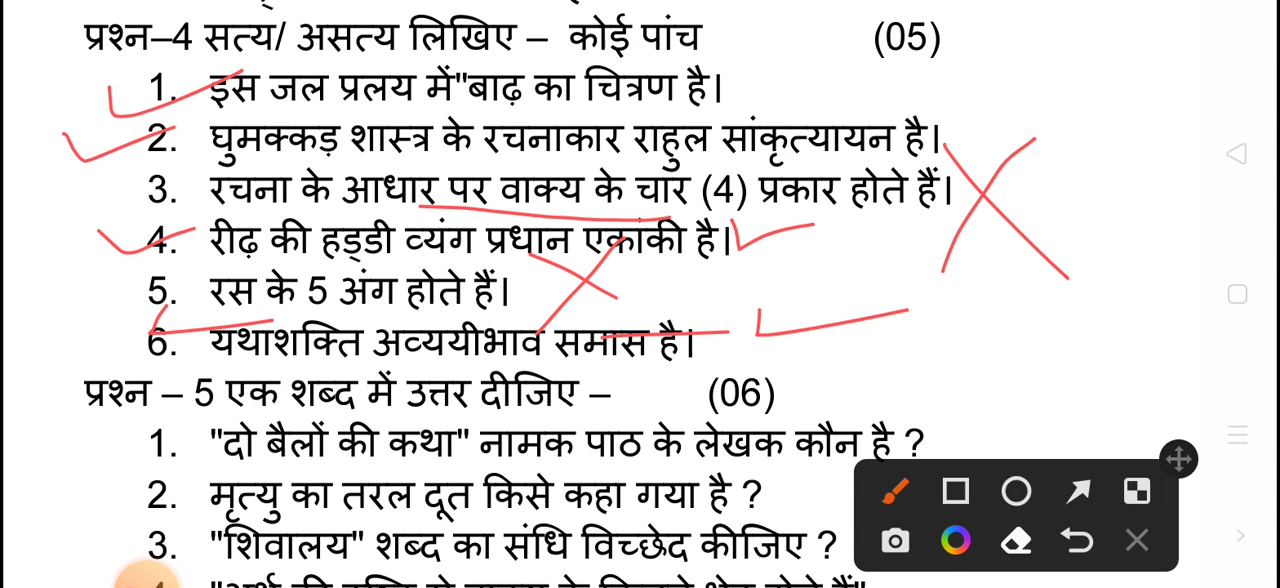 प्रश्न–4 सत्य/ असत्य लिखिए – कोई पांच (05)
1. इस जल प्रलय में"बाढ़ का चित्रण है।
2. घुमक्कड़ शास्त्र के रचनाकार राहुल सांकृत्यायन है।
3. रचना के आधार पर वाक्य के चार (4) प्रकार होते हैं।
4. रीढ़ की हड्डी व्यंग प्रधान एकांकी है।
5. रस के 5 अंग होते हैं।
6. यथाशक्ति अव्ययीभाव समास है।
प्रश्न – 5 एक शब्द में उत्तर दीजिए – (06)
1. "दो बैलों की कथा" नामक पाठ के लेखक कौन है ?
2. मृत्यु का तरल दूत किसे कहा गया है ?
3. "शिवालय" शब्द का संधि विच्छेद कीजिए ?